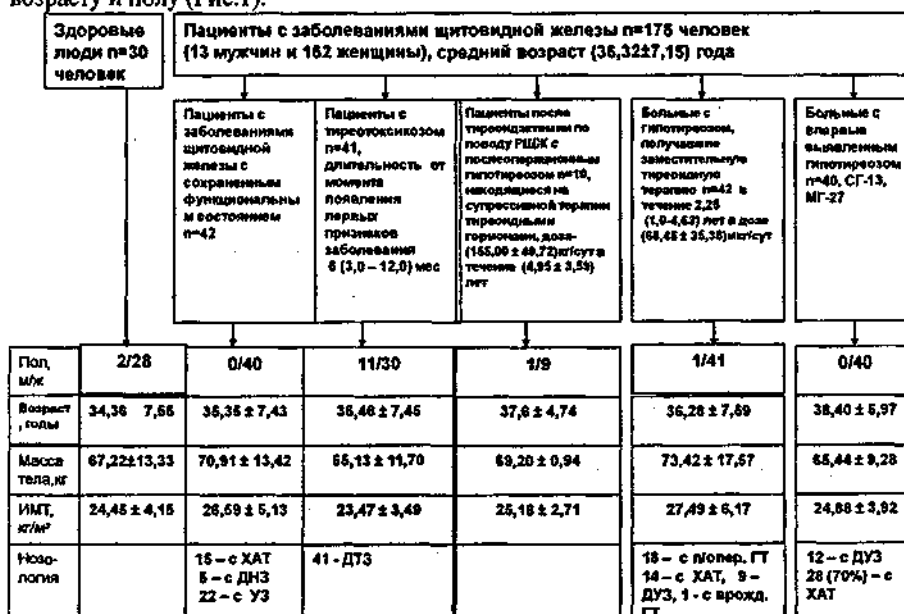 возрасту и полу (Рис.1).
Здоровые
люди n=30
человек
Пациенты с заболеваниями щитовидной железы n=175 человек
(13 мужчин и 162 женщины), средний возраст (36,32±7,15) года
Пациенты с
заболеваниями
щитовидной
железы с
сохраненным
функциональны
м состоянием
n=42
Пациенты с
тиреотоксикозом
n=41,
длительность от
момента
появления
первых
признаков
заболевания
6 (3,0 – 12,0) мес
Пациенты после
тиреоидэктомии по
поводу РЩЖ с
послеоперационным
гипотиреозом n=10,
находящиеся на
супрессивной терапии
тиреоидными
гормонами, доза-
(155,00 ± 49,72)кг/сут в
течение (4,95 ± 3,59)
лет
Больные с
гипотиреозом,
получавшие
заместительную
тиреоидную
терапию n=42 в
течение 2,25
(1,0-4,63) лет в дозе
(68,45 ± 35,38)мкг/сут
Больные с
впервые
выявленным
гипотиреозом
n=40, СГ-13,
МГ-27
Пол,
м/ж
2/28
0/40
11/30
1/9
1/41
0/40
Возраст
, годы
34,36 7,55
35,35 ± 7,43
36,46 ± 7,45
37,6 ± 4,74
36,28 ± 7,59
38,40 ± 5,97
Масса
тела,кг
67,22±13,33
70,91 ± 13,42
65,13 ± 11,70
69,20 ± 0,94
73,42 ± 17,57
65,44 ± 9,28
ИМТ,
кг/м²
24,45 ± 4,15
26,59 ± 5,13
23,47 ± 3,49
25,18 ± 2,71
27,49 ± 6,17
24,88 ± 3,92
Нозо-
логия
15 – с ХАТ
5 – с ДНЗ
22 – с УЗ
41 - ДТЗ
18 – с п/опер. ГТ
14 – с ХАТ, 9 –
ДУЗ, 1 - с врожд.
ГТ
12 – с ДУЗ
28 (70%) – с
ХАТ